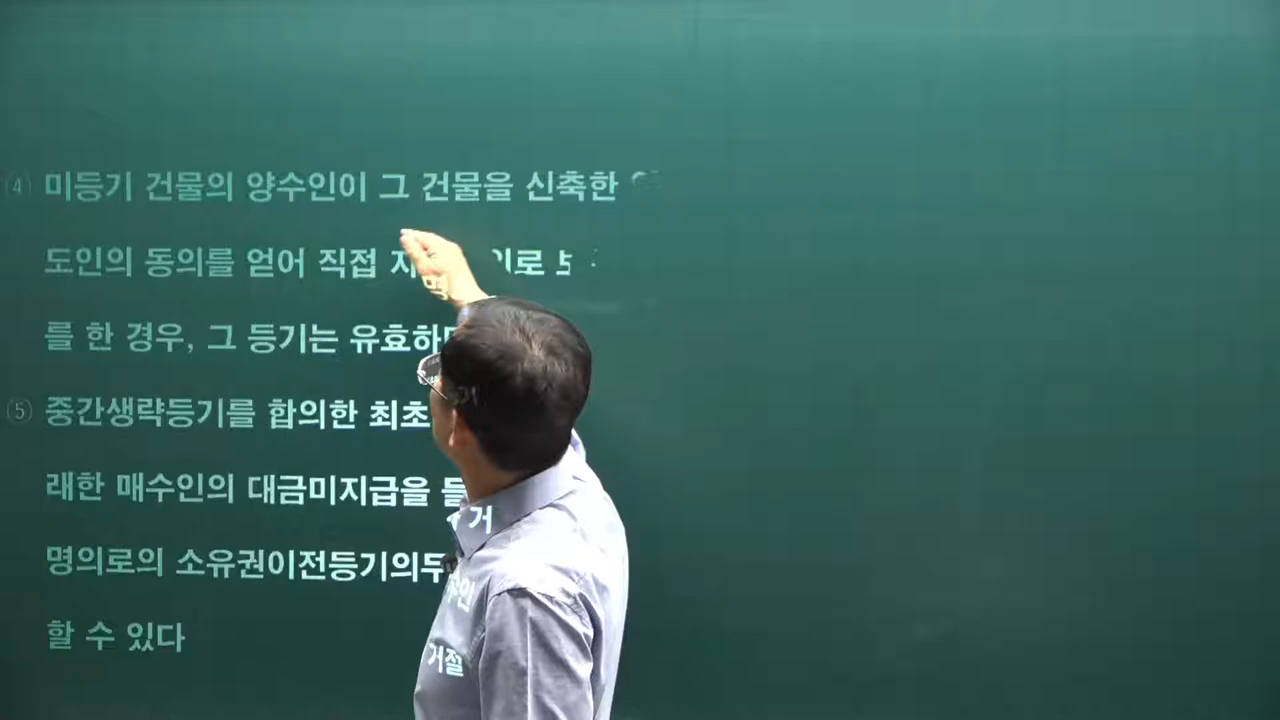 ④ 미등기 건물의 양수인이 그 건물을 신축한
도인의 동의를 얻어 직접
를 한 경우, 그 등기는 유효하
⑤ 중간생략등기를 합의한 최초
래한 매수인의 대금미지급을 들 거
명의로의 소유권이전등기의무
할 수 있다 거절